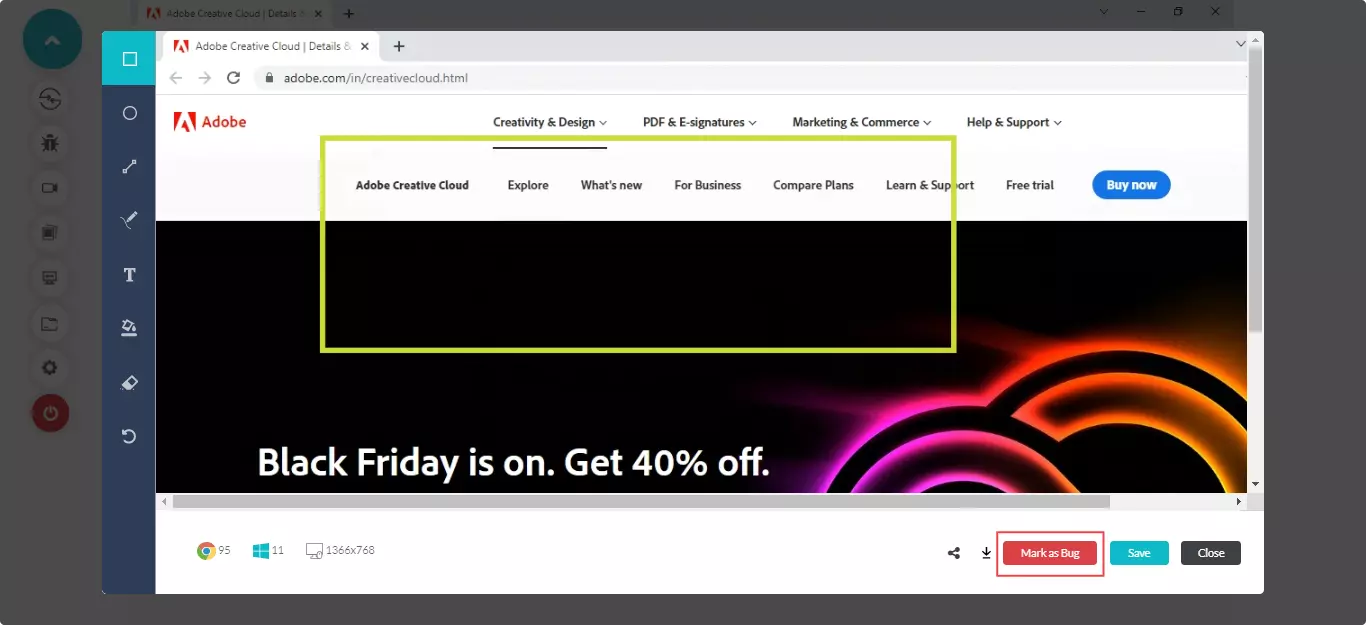 Adobe Creative Cloud | Details &
Adobe Creative Cloud | Details &
adobe.com/in/creativecloud.html
Adobe
Creativity & Design
PDF & E-signatures
Marketing & Commerce
Help & Support
Adobe Creative Cloud
Explore
What's new
For Business
Compare Plans
Learn & Support
Free trial
Buy now
T
Black Friday is on. Get 40% off.
95
11
1366x768
Mark as Bug
Save
Close